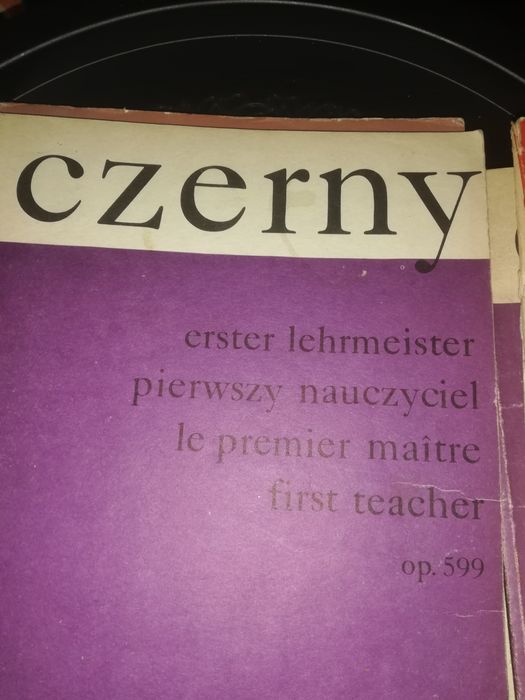 czerny
erster lehrmeister
pierwszy nauczyciel
le premier maître
first teacher
op. 599